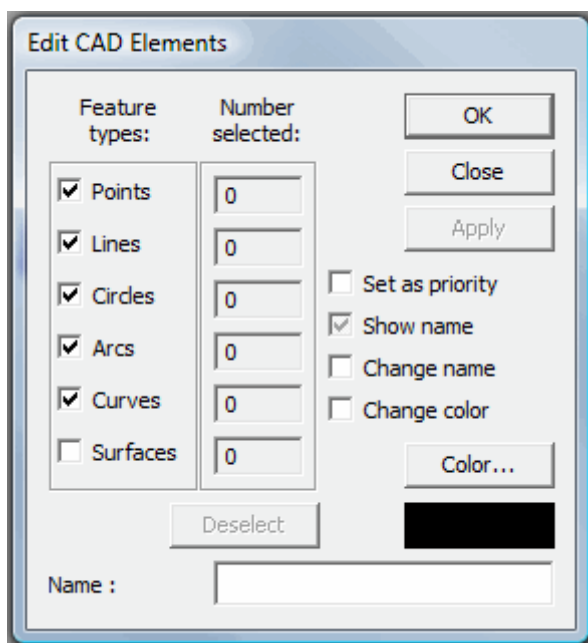 Edit CAD Elements
Feature types:
Number selected:
OK
Close
Apply
Points 0
Lines 0
Circles 0
Arcs 0
Curves 0
Surfaces 0
Set as priority
Show name
Change name
Change color
Color...
Deselect
Name :